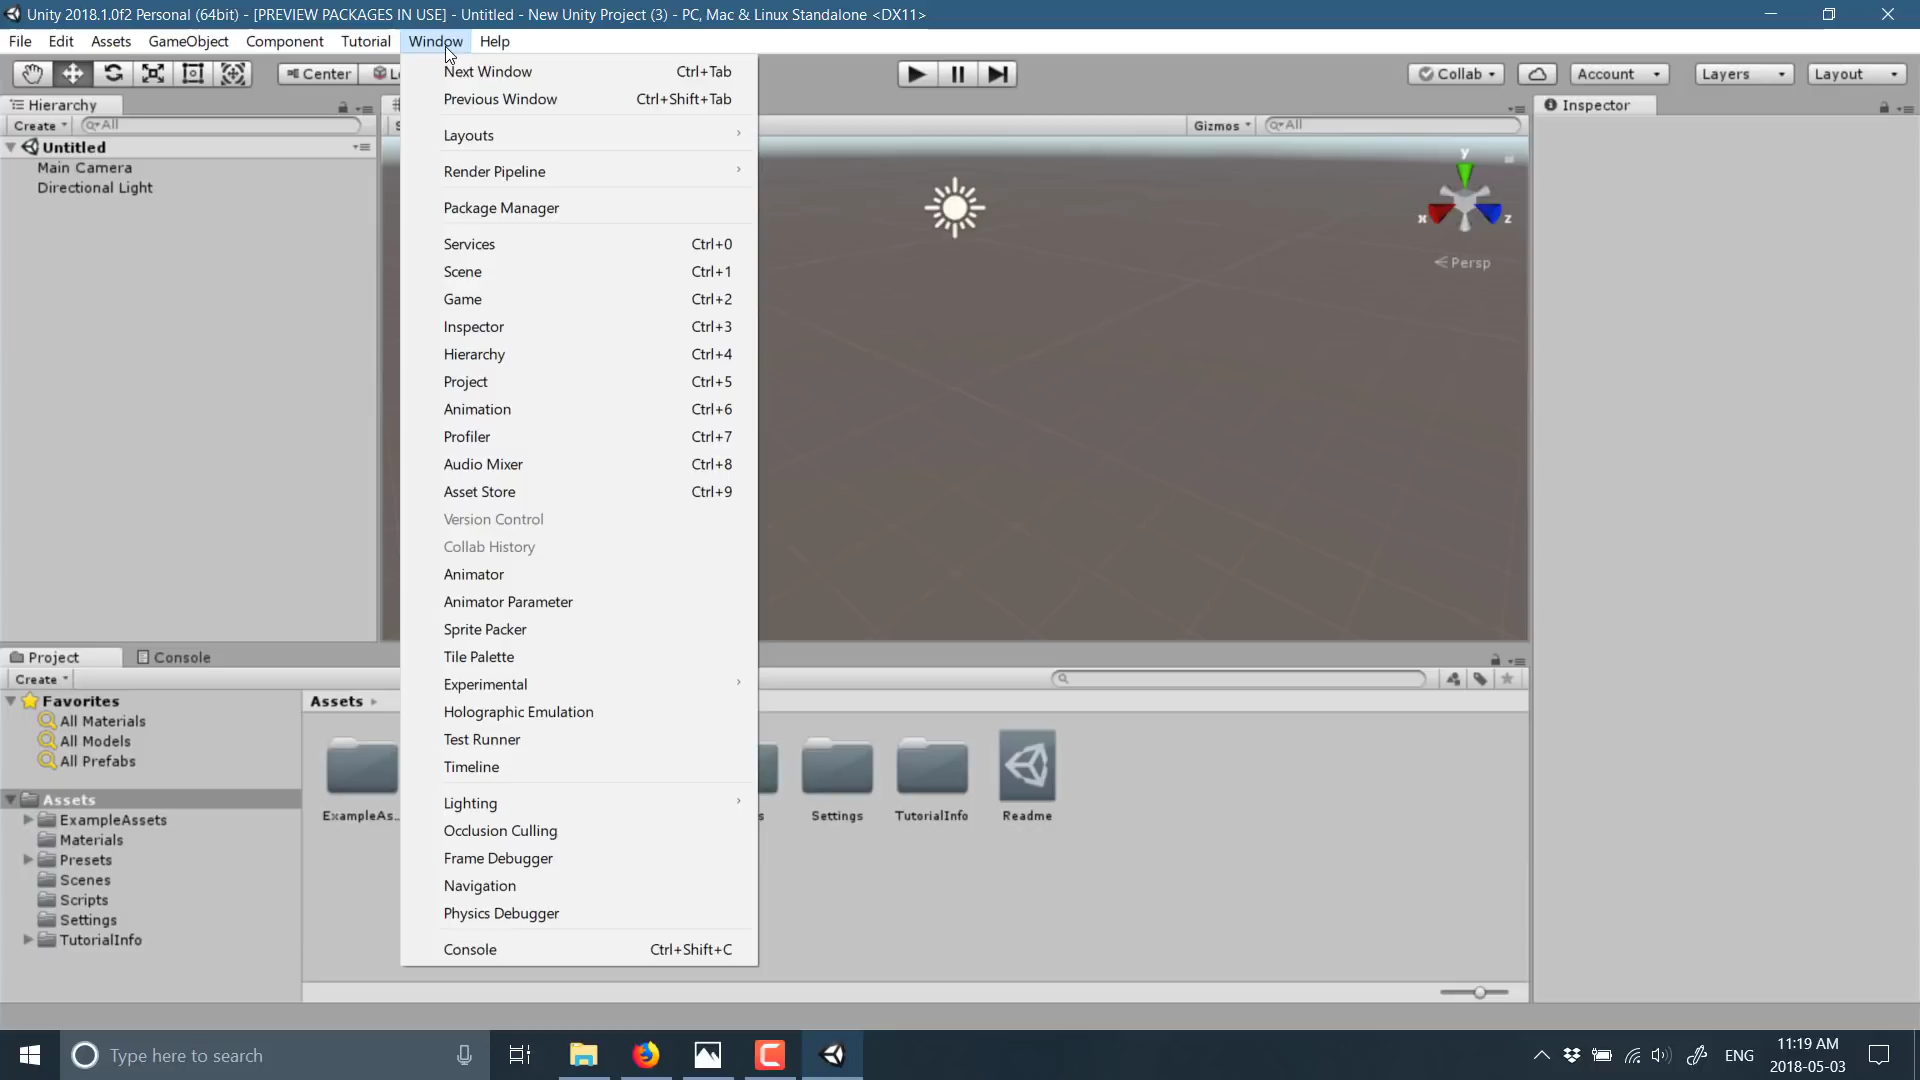 Unity 2018.1.0f2 Personal (64bit) - [PREVIEW PACKAGES IN USE] - Untitled - New Unity Project (3) - PC, Mac & Linux Standalone <DX11>
File Edit Assets GameObject Component Tutorial Window Help
Center Lo
Collab Account Layers Layout
Hierarchy
Create All
Untitled
Main Camera
Directional Light
Next Window Ctrl+Tab
Previous Window Ctrl+Shift+Tab
Layouts
Render Pipeline
Package Manager
Services Ctrl+0
Scene Ctrl+1
Game Ctrl+2
Inspector Ctrl+3
Hierarchy Ctrl+4
Project Ctrl+5
Animation Ctrl+6
Profiler Ctrl+7
Audio Mixer Ctrl+8
Asset Store Ctrl+9
Version Control
Collab History
Animator
Animator Parameter
Sprite Packer
Tile Palette
Experimental
Holographic Emulation
Test Runner
Timeline
Lighting
Occlusion Culling
Frame Debugger
Navigation
Physics Debugger
Console Ctrl+Shift+C
Gizmos All
y
x z
Persp
Inspector
Project Console
Create
Favorites
All Materials
All Models
All Prefabs
Assets
ExampleAssets
Materials
Presets
Scenes
Scripts
Settings
TutorialInfo
Assets
ExampleAs... s Settings TutorialInfo Readme
Type here to search
ENG
11:19 AM
2018-05-03